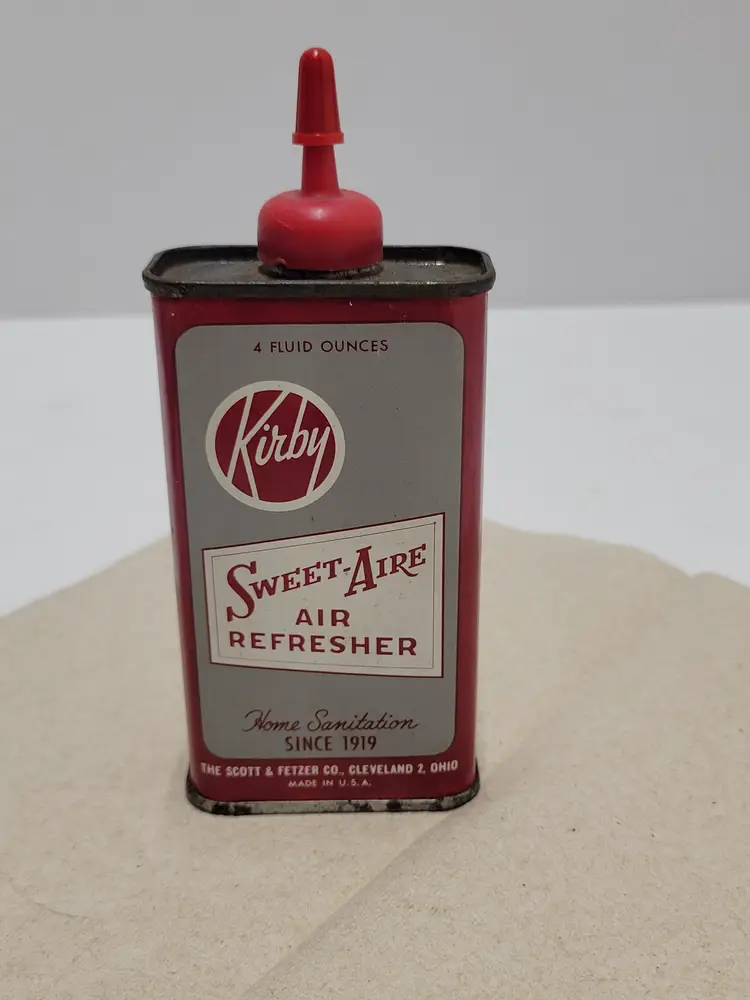 4 FLUID OUNCES
Kirby
SWEET-AIRE
AIR
REFRESHER
Home Sanitation
SINCE 1919
THE SCOTT & FETZER CO., CLEVELAND 2, OHIO
MADE IN U.S.A.